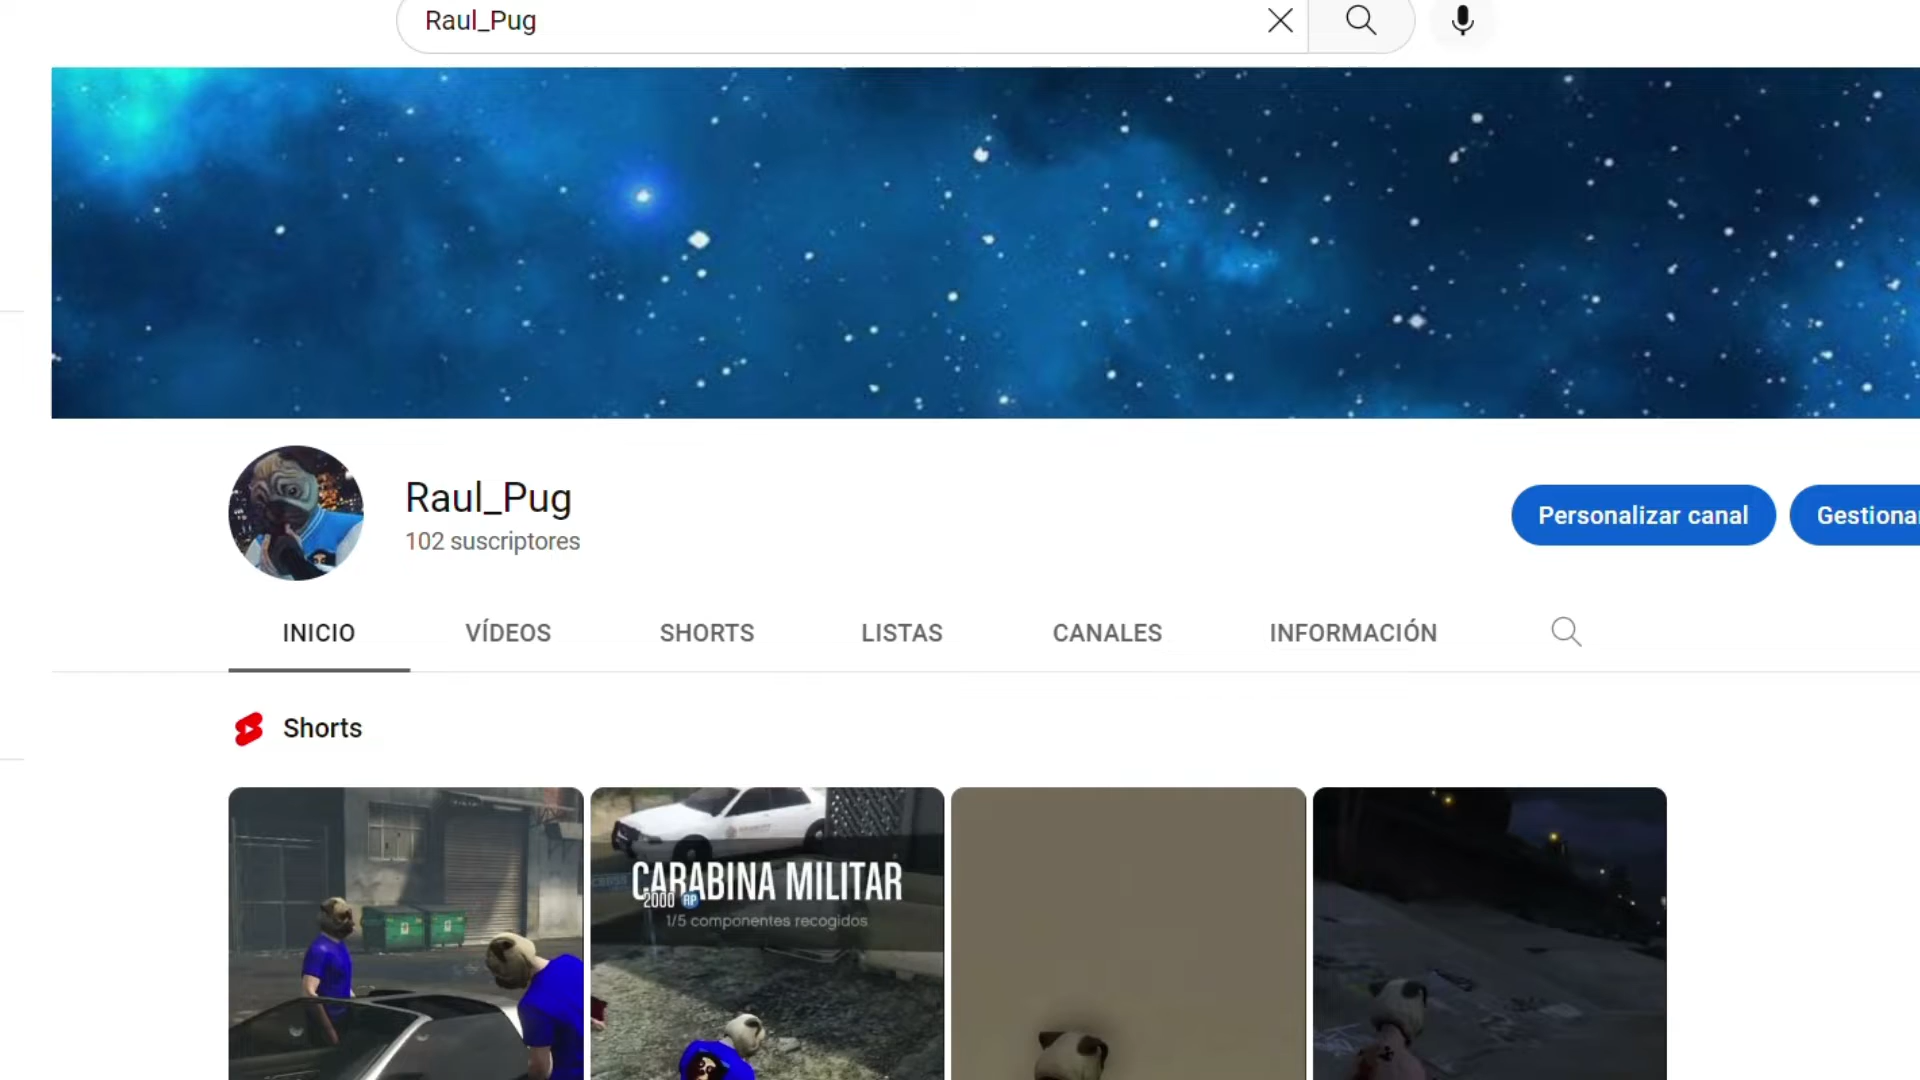 Raul_Pug
Raul_Pug
102 suscriptores
Personalizar canal
Gestionar
INICIO
VÍDEOS
SHORTS
LISTAS
CANALES
INFORMACIÓN
Shorts
CARABINA MILITAR
2000 RP
1/5 componentes recogidos